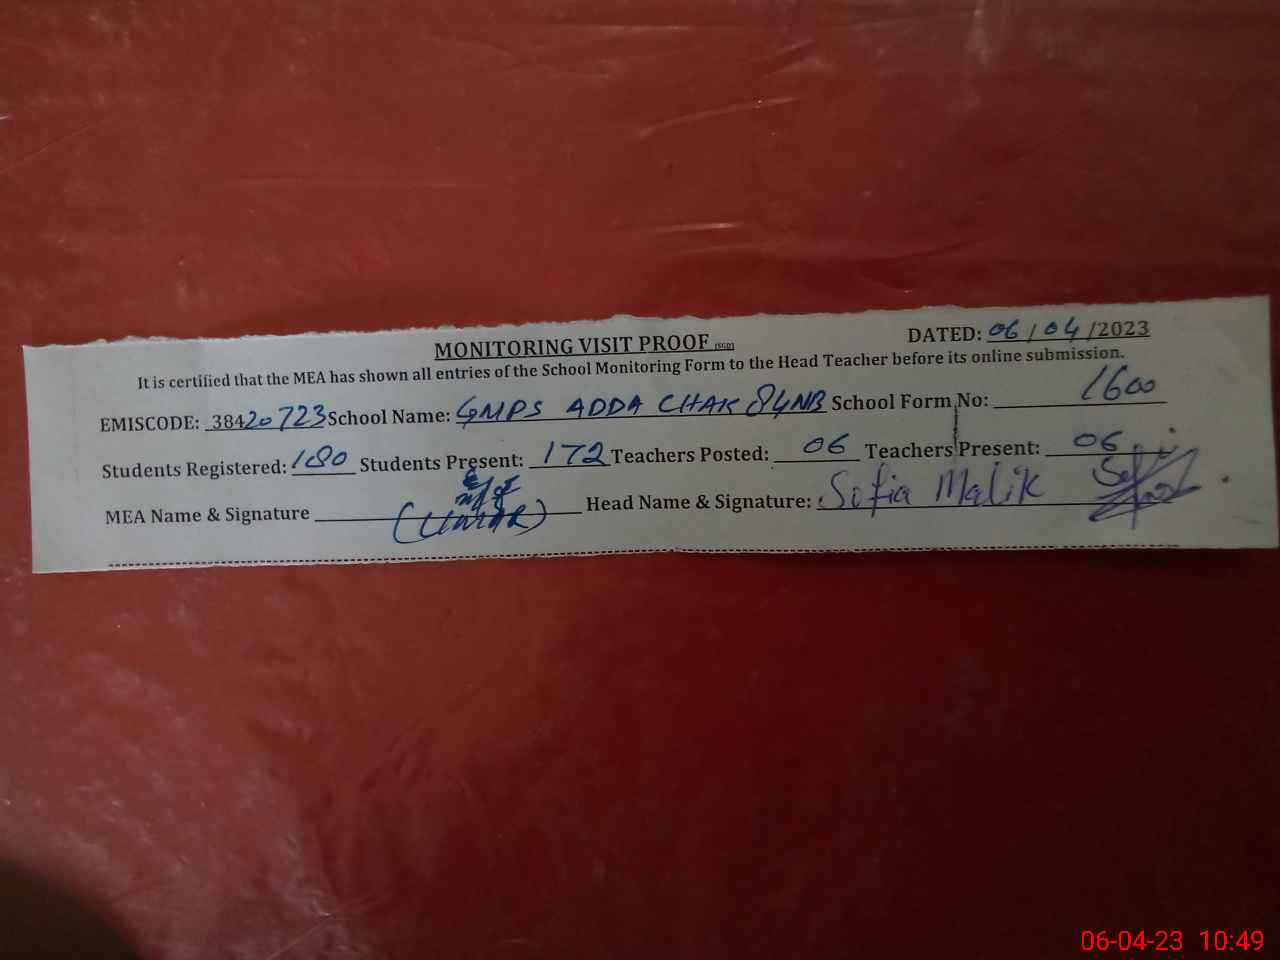 MONITORING VISIT PROOF (SGD) DATED: 06/04/2023
It is certified that the MEA has shown all entries of the School Monitoring Form to the Head Teacher before its online submission.
EMISCODE: 38420723 School Name: GMPS ADDA CHAK 84NB School Form No: 1600
Students Registered: 180 Students Present: 172 Teachers Posted: 06 Teachers Present: 06
MEA Name & Signature (UMAR) Head Name & Signature: Sofia Malik
06-04-23 10:49